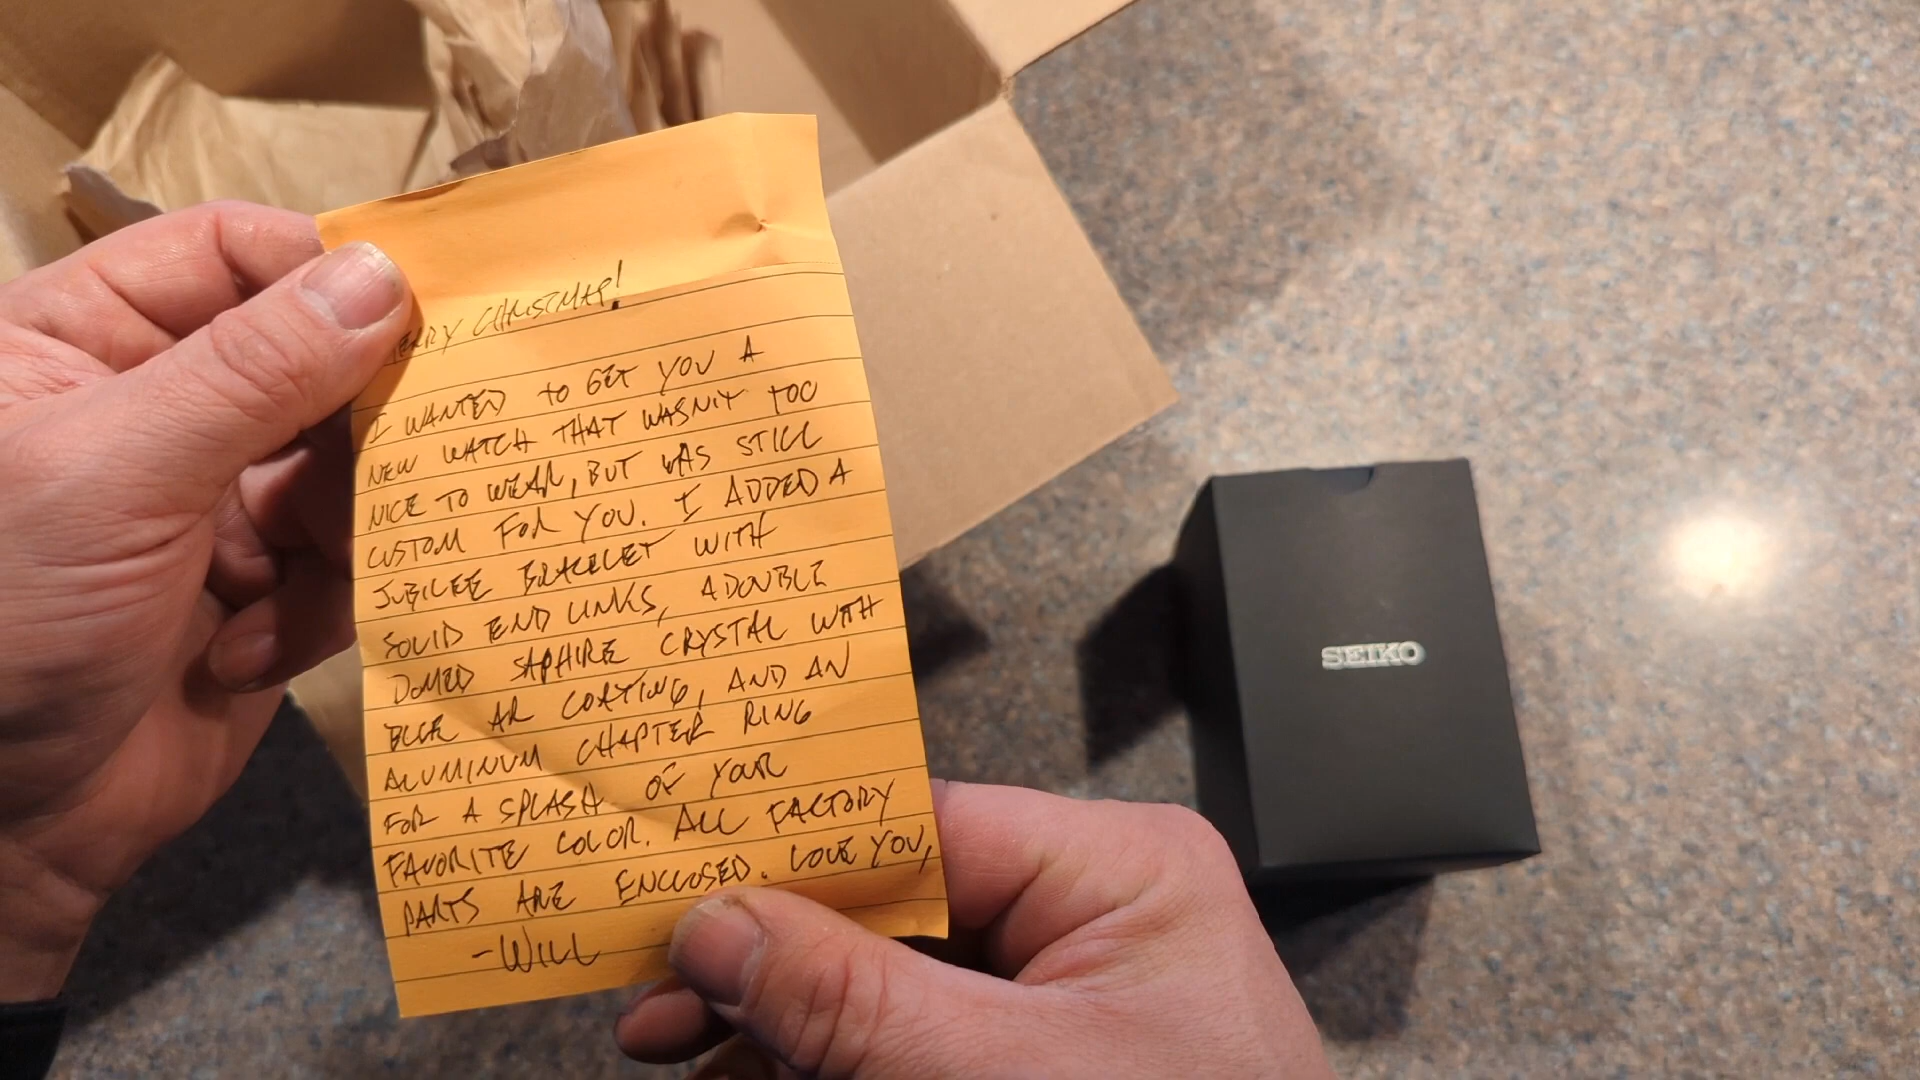 MERRY CHRISTMAS!
I WANTED TO GET YOU A
NEW WATCH THAT WASN'T TOO
NICE TO WEAR, BUT WAS STILL
CUSTOM FOR YOU. I ADDED A
JUBILEE BRACELET WITH
SOLID END LINKS, A DOUBLE
DOMED SAPHIRE CRYSTAL WITH
BLUE AR COATING, AND AN
ALUMINUM CHAPTER RING
FOR A SPLASH OF YOUR
FAVORITE COLOR. ALL FACTORY
PARTS ARE ENCLOSED. LOVE YOU,
-WILL
SEIKO